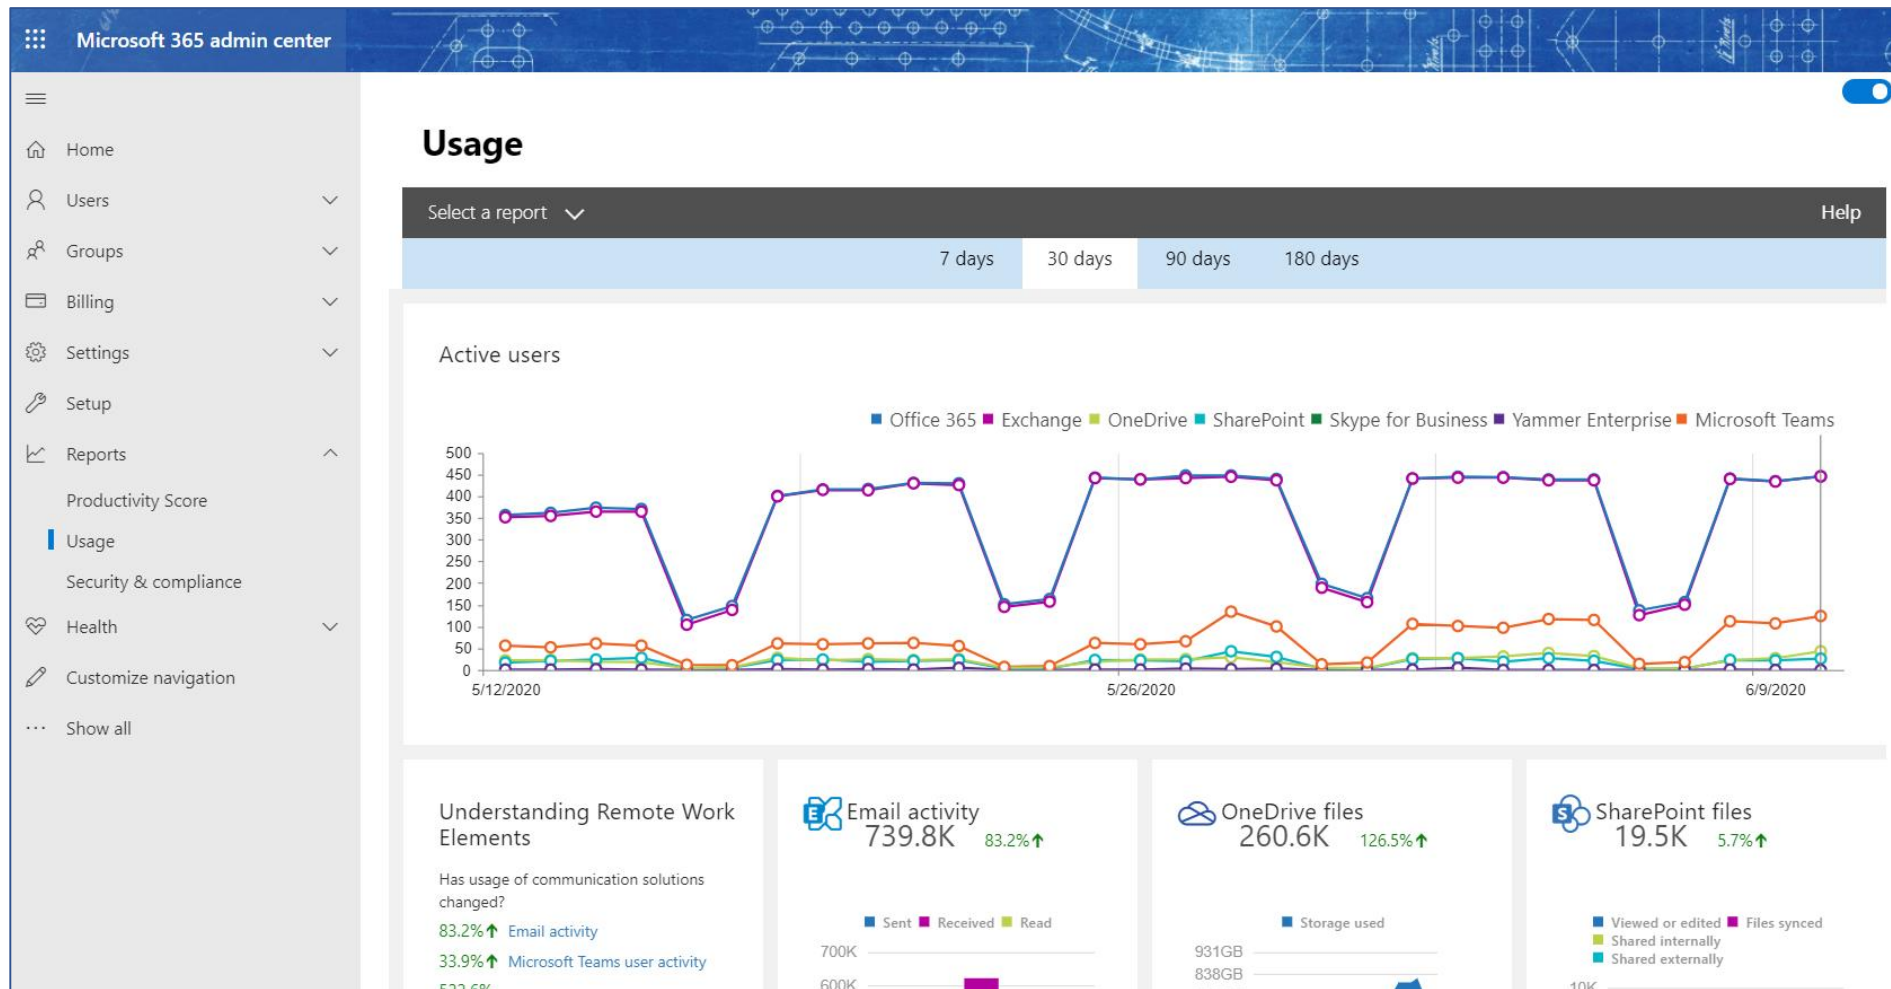 Microsoft 365 admin center
Home
Users
Groups
Billing
Settings
Setup
Reports
Productivity Score
Usage
Security & compliance
Health
Customize navigation
Show all
Usage
Select a report
Help
7 days 30 days 90 days 180 days
Active users
Office 365 Exchange OneDrive SharePoint Skype for Business Yammer Enterprise Microsoft Teams
500
450
400
350
300
250
200
150
100
50
0
5/12/2020 5/26/2020 6/9/2020
Understanding Remote Work
Elements
Has usage of communication solutions
changed?
83.2% Email activity
33.9% Microsoft Teams user activity
Email activity
739.8K 83.2%
Sent Received Read
700K
600K
OneDrive files
260.6K 126.5%
Storage used
931GB
838GB
SharePoint files
19.5K 5.7%
Viewed or edited Files synced
Shared internally
Shared externally
10K